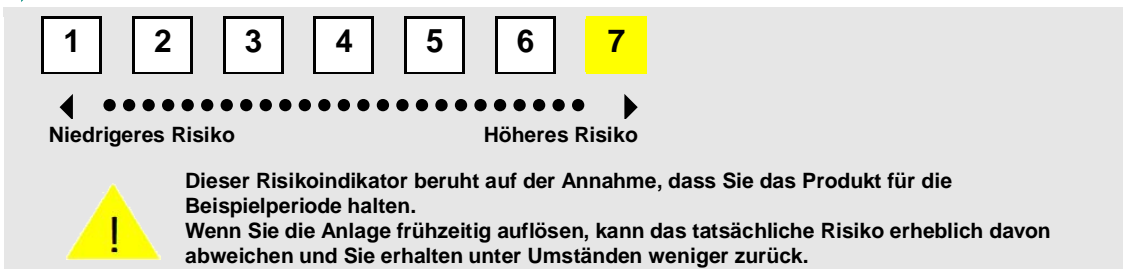 1 2 3 4 5 6 7
Niedrigeres Risiko Höheres Risiko
Dieser Risikoindikator beruht auf der Annahme, dass Sie das Produkt für die
Beispielperiode halten.
Wenn Sie die Anlage frühzeitig auflösen, kann das tatsächliche Risiko erheblich davon
abweichen und Sie erhalten unter Umständen weniger zurück.
!